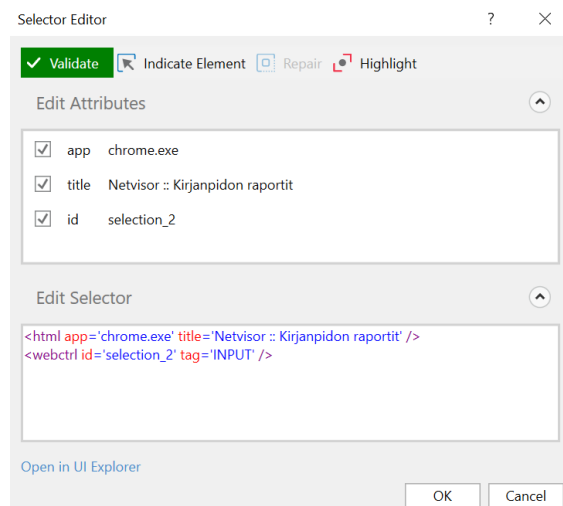 Selector Editor ? ×
Validate Indicate Element Repair Highlight
Edit Attributes
app chrome.exe
title Netvisor :: Kirjanpidon raportit
id selection_2
Edit Selector
<html app='chrome.exe' title='Netvisor :: Kirjanpidon raportit' />
<webctrl id='selection_2' tag='INPUT' />
Open in UI Explorer
OK Cancel